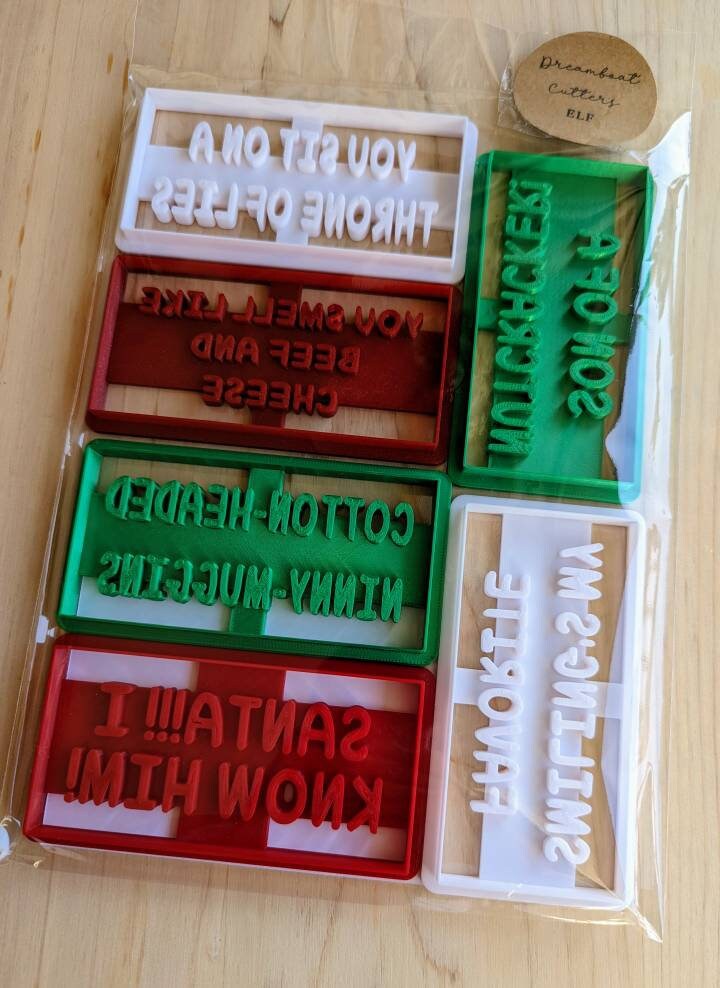 Dreamboat
Cutters
ELF
YOU SIT ON A
THRONE OF LIES
A
SON OF
NUTCRACKER!
YOU SMELL LIKE
BEEF AND
CHEESE
COTTON-HEADED
NINNY-MUGGINS
SMILING'S MY
FAVORITE
SANTA!!! I
KNOW HIM!